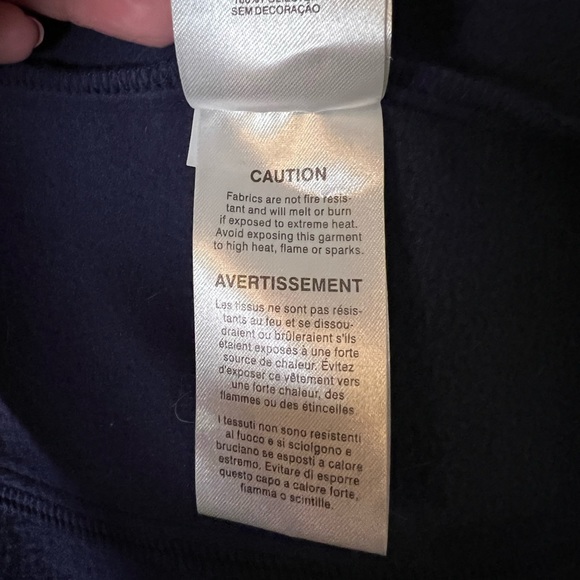 SEM DECORAÇÃO
CAUTION
Fabrics are not fire resis-
tant and will melt or burn
if exposed to extreme heat.
Avoid exposing this garment
to high heat, flame or sparks.
AVERTISSEMENT
Les tissus ne sont pas résis-
tants au feu et se dissou-
draient ou brûleraient s'ils
étaient exposés à une forte
source de chaleur. Évitez
d'exposer ce vêtement vers
une forte chaleur, des
flammes ou des étincelles
I tessuti non sono resistenti
al fuoco e si sciolgono e
bruciano se esposti a calore
estremo. Evitare di esporre
questo capo a calore forte,
fiamma o scintille.